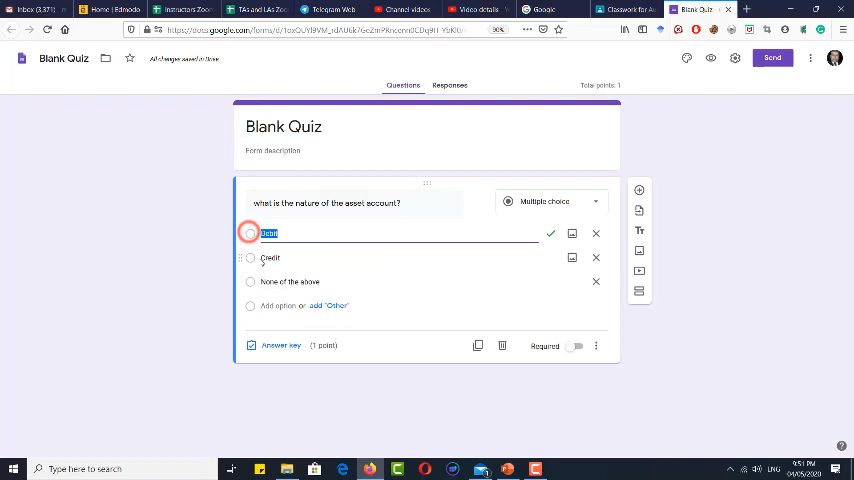 Inbox (3,371)
Home | Edmodo
Instructors Zoom
TAs and LAs Zoom
Telegram Web
Channel videos
Video details - Yo
Google
Classwork for Au
Blank Quiz
Blank Quiz
All changes saved in Drive
Send
Questions
Responses
Total points: 1
90%
Blank Quiz
Form description
what is the nature of the asset account?
Multiple choice
Debit
Credit
None of the above
Add option or add "Other"
Answer key (1 point)
Required
Type here to search
ENG
9:51 PM
04/05/2020